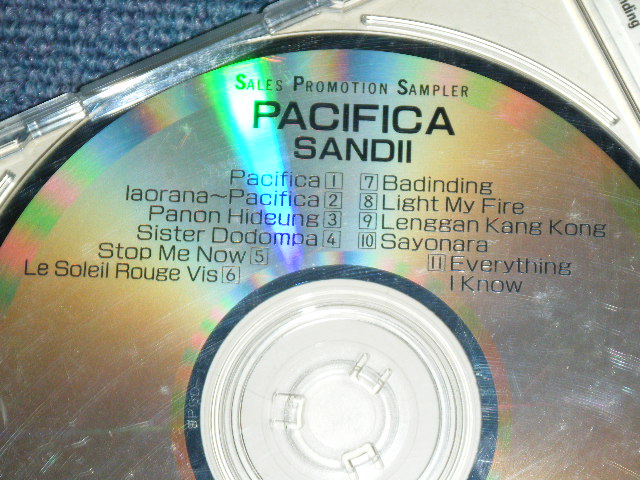 SALES PROMOTION SAMPLER
PACIFICA
SANDII
Pacifica 1
Iaorana~Pacifica 2
Panon Hideung 3
Sister Dodompa 4
Stop Me Now 5
Le Soleil Rouge Vis 6
7 Badinding
8 Light My Fire
9 Lenggan Kang Kong
10 Sayonara
11 Everything
I Know